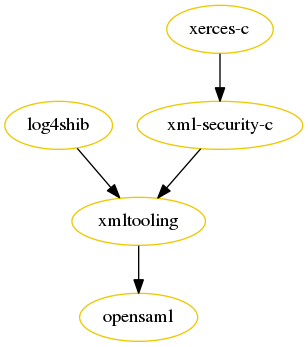 xerces-c
log4shib
xml-security-c
xmltooling
opensaml